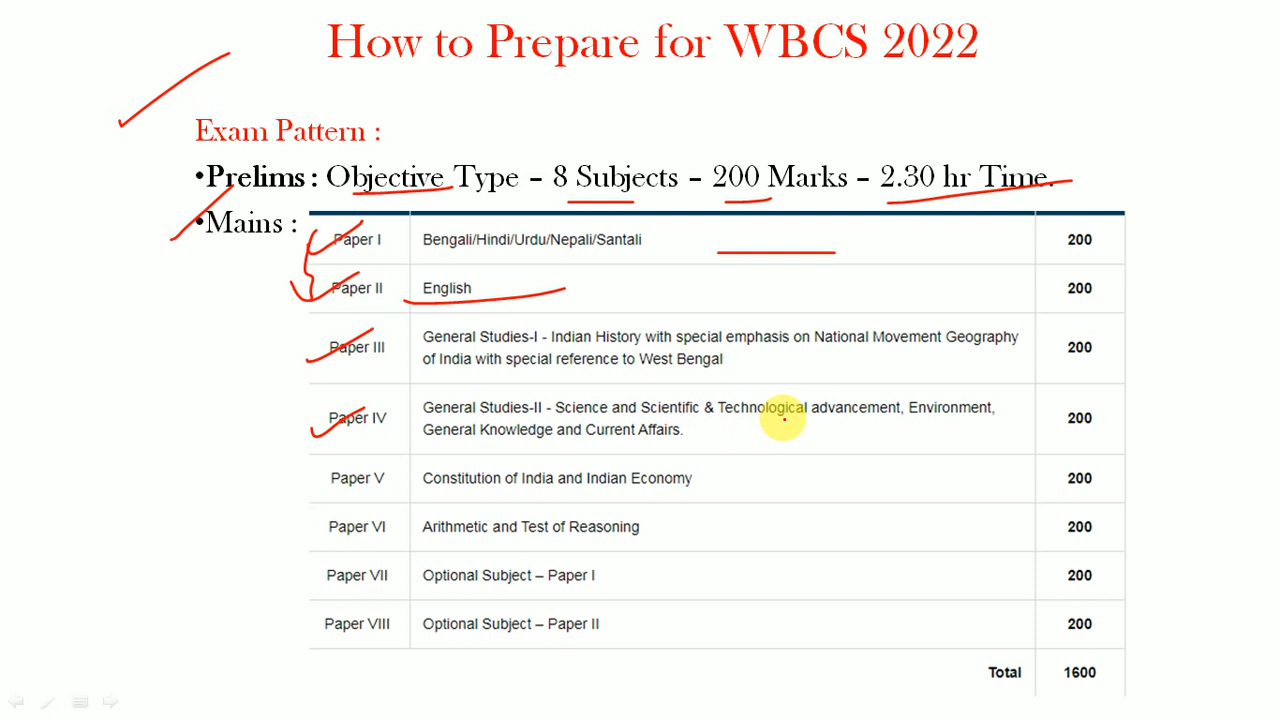 How to Prepare for WBCS 2022
Exam Pattern :
•Prelims : Objective Type – 8 Subjects – 200 Marks – 2.30 hr Time.
•Mains :
Paper I Bengali/Hindi/Urdu/Nepali/Santali 200
Paper II English 200
Paper III General Studies-I - Indian History with special emphasis on National Movement Geography
of India with special reference to West Bengal 200
Paper IV General Studies-II - Science and Scientific & Technological advancement, Environment,
General Knowledge and Current Affairs. 200
Paper V Constitution of India and Indian Economy 200
Paper VI Arithmetic and Test of Reasoning 200
Paper VII Optional Subject – Paper I 200
Paper VIII Optional Subject – Paper II 200
Total 1600